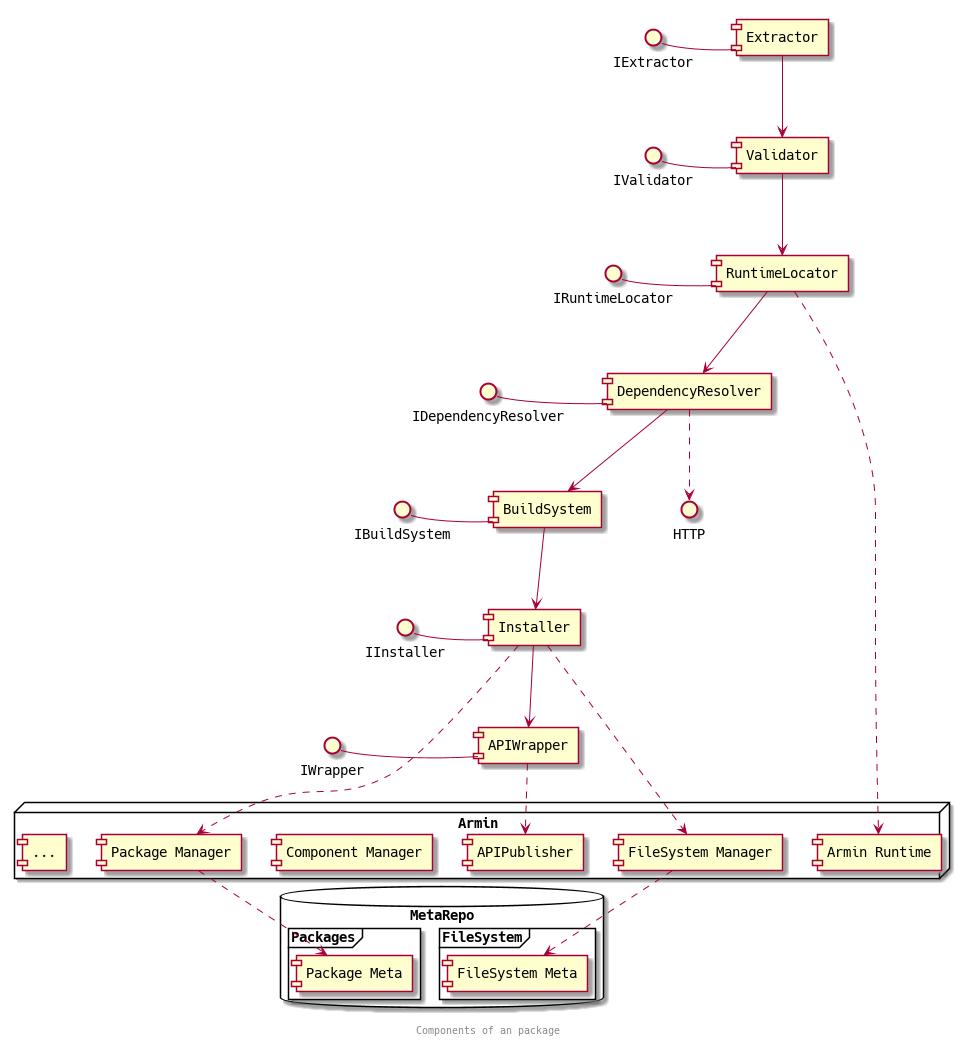 Extractor
IExtractor
Validator
IValidator
RuntimeLocator
IRuntimeLocator
DependencyResolver
IDependencyResolver
BuildSystem
IBuildSystem
HTTP
Installer
IInstaller
APIWrapper
IWrapper
Armin
...
Package Manager
Component Manager
APIPublisher
FileSystem Manager
Armin Runtime
MetaRepo
Packages
FileSystem
Package Meta
FileSystem Meta
Components of an package